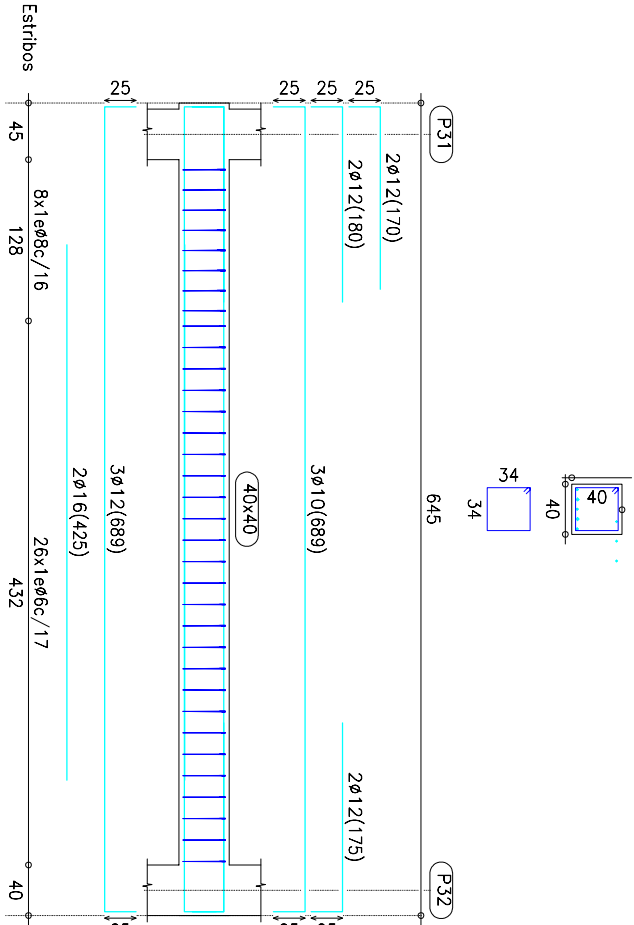 40
40
34
34
P31
645
P32
25
2ø12(170)
25
2ø12(180)
2ø12(175)
25
3ø10(689)
40x40
25
3ø12(689)
2ø16(425)
Estribos
8x1eø8c/16
26x1eø6c/17
45
128
432
40